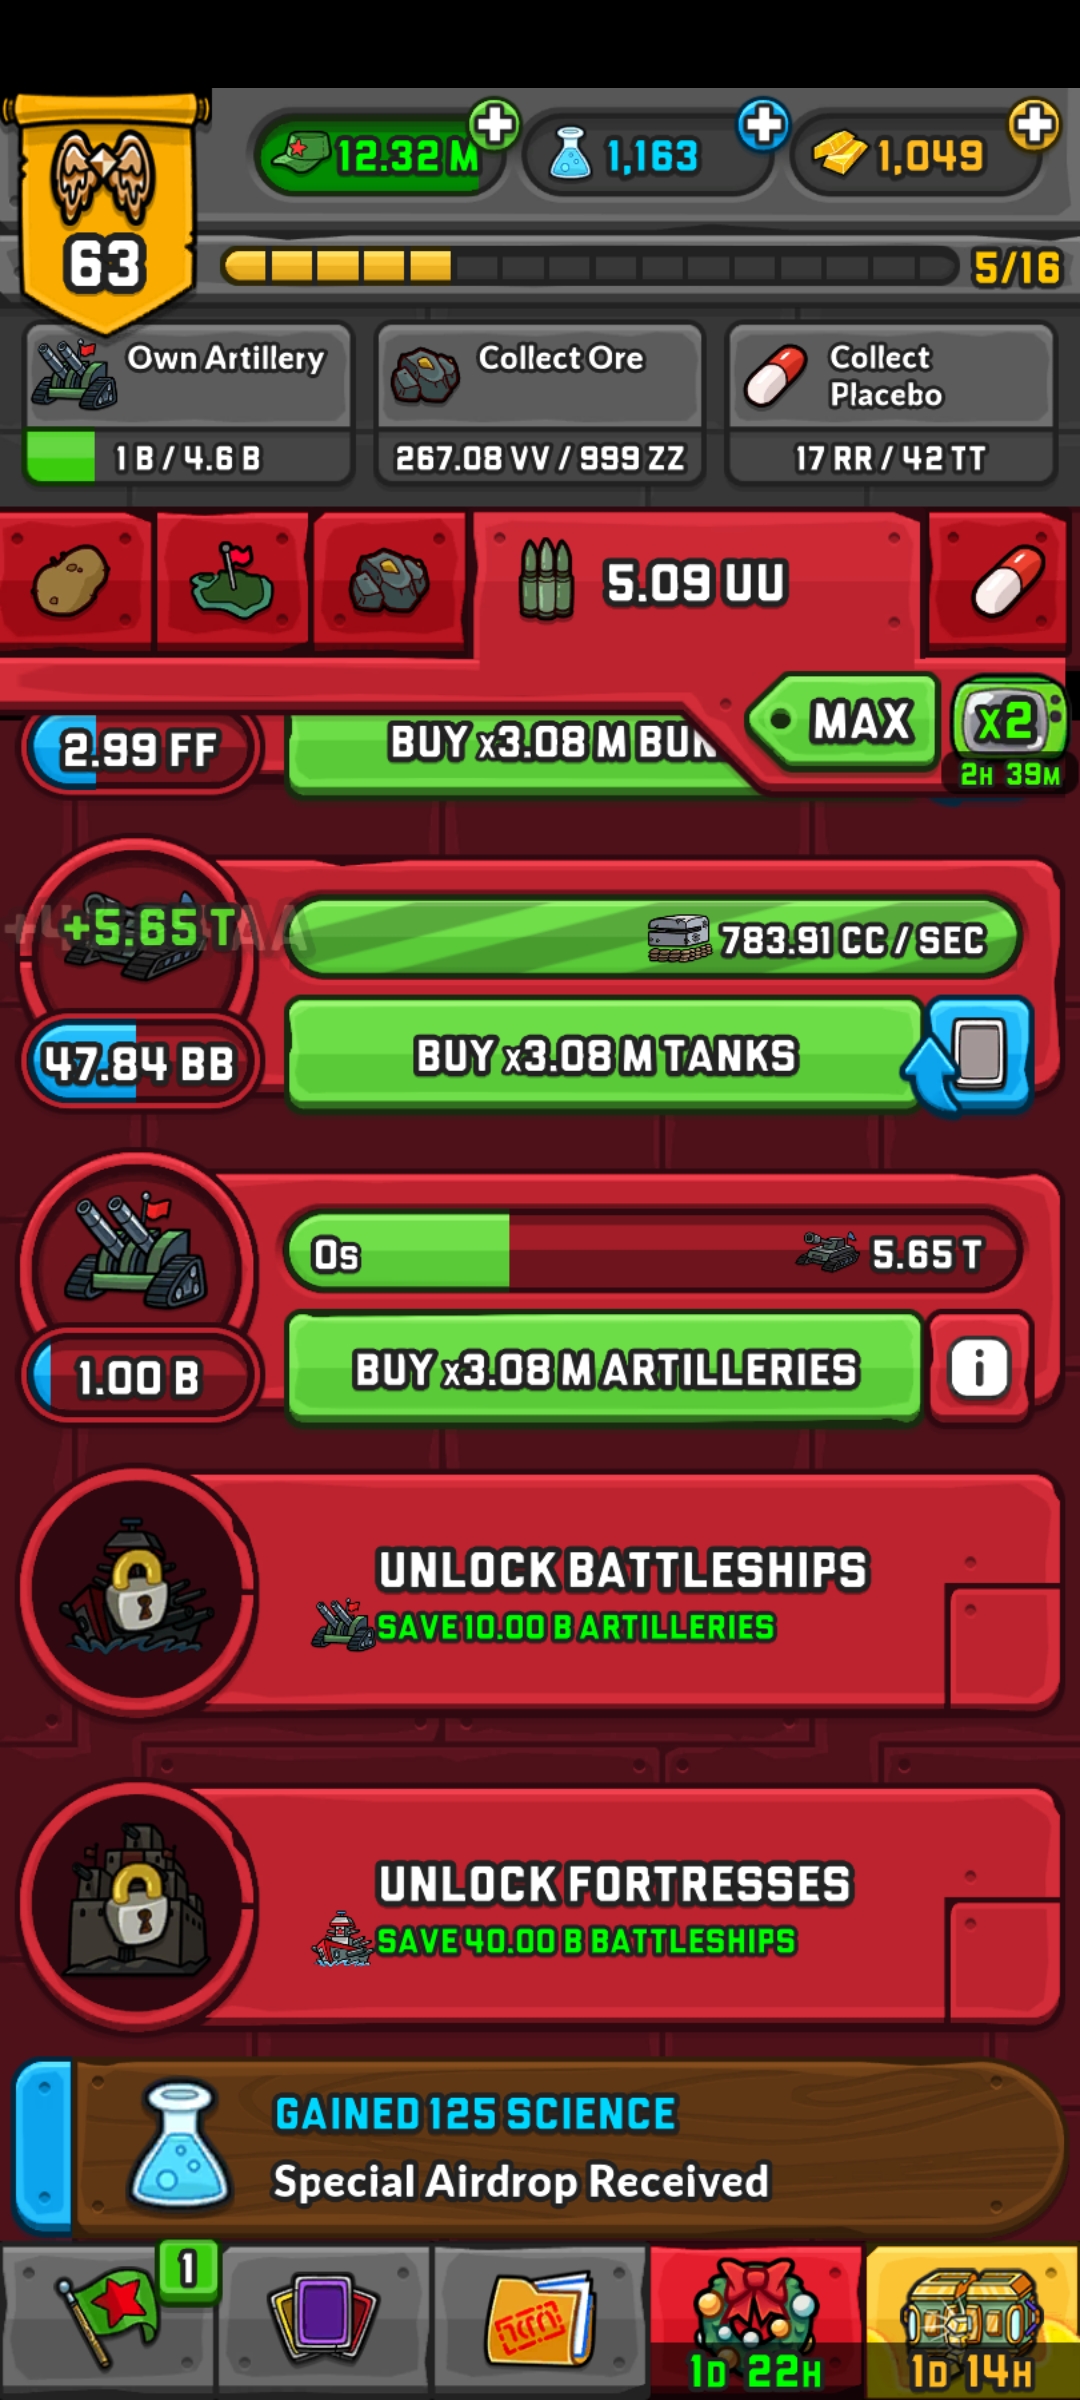 12.32 M
1,163
1,049
63
5/16
Own Artillery
1 B / 4.6 B
Collect Ore
267.08 VV / 999 ZZ
Collect
Placebo
17 RR / 42 TT
5.09 UU
MAX
X2
2H 39M
2.99 FF
BUY x3.08 M BUN
+5.65 T
783.91 CC / SEC
47.84 BB
BUY x3.08 M TANKS
0s
5.65 T
1.00 B
BUY x3.08 M ARTILLERIES
i
UNLOCK BATTLESHIPS
SAVE 10.00 B ARTILLERIES
UNLOCK FORTRESSES
SAVE 40.00 B BATTLESHIPS
GAINED 125 SCIENCE
Special Airdrop Received
1
1D 22H
1D 14H